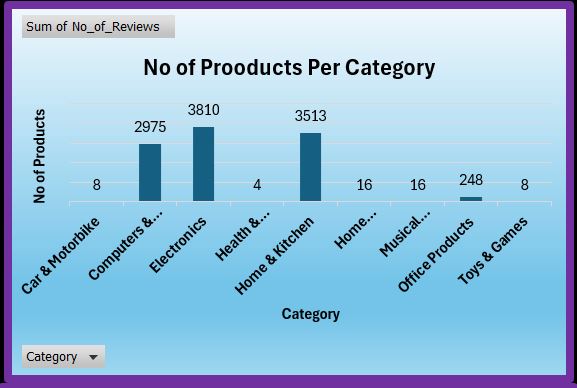 Sum of No_of_Reviews
No of Prooducts Per Category
No of Products
8
2975
3810
4
3513
16
16
248
8
Car & Motorbike
Computers &...
Electronics
Health &...
Home & Kitchen
Home...
Musical...
Office Products
Toys & Games
Category
Category